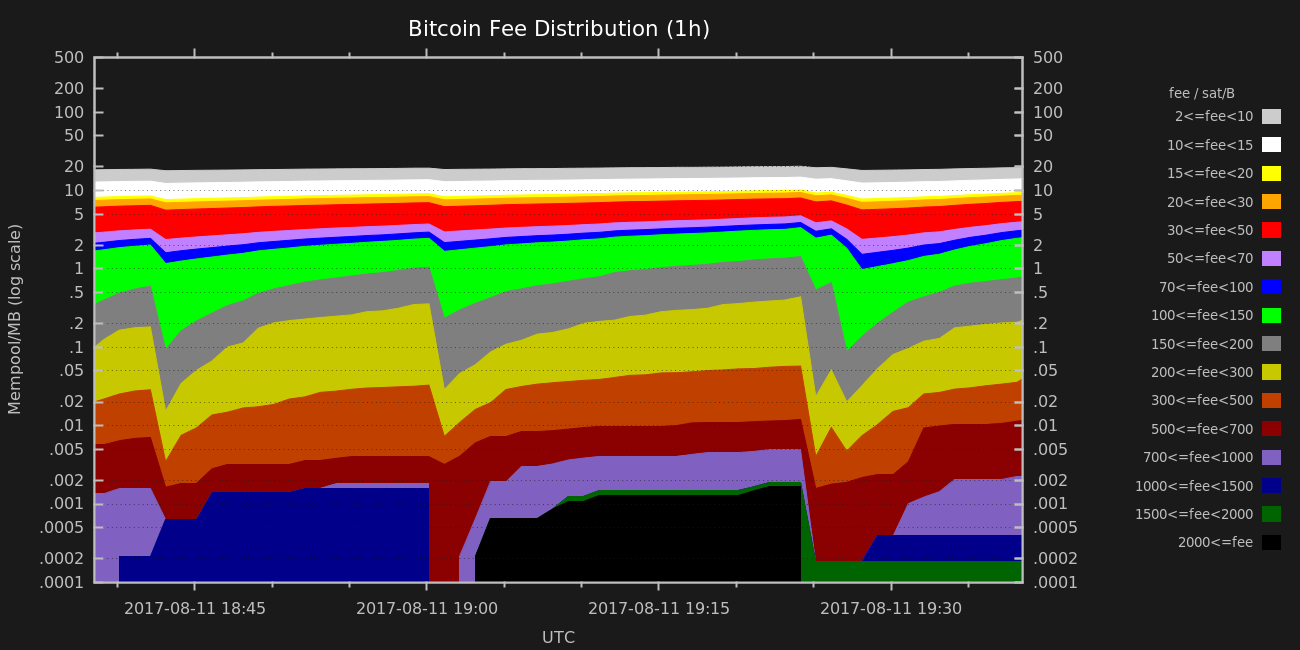 Bitcoin Fee Distribution (1h)
Mempool/MB (log scale)
500
200
100
50
20
10
5
2
1
.5
.2
.1
.05
.02
.01
.005
.002
.001
.0005
.0002
.0001
500
200
100
50
20
10
5
2
1
.5
.2
.1
.05
.02
.01
.005
.002
.001
.0005
.0002
.0001
2017-08-11 18:45
2017-08-11 19:00
2017-08-11 19:15
2017-08-11 19:30
UTC
fee / sat/B
2<=fee<10
10<=fee<15
15<=fee<20
20<=fee<30
30<=fee<50
50<=fee<70
70<=fee<100
100<=fee<150
150<=fee<200
200<=fee<300
300<=fee<500
500<=fee<700
700<=fee<1000
1000<=fee<1500
1500<=fee<2000
2000<=fee